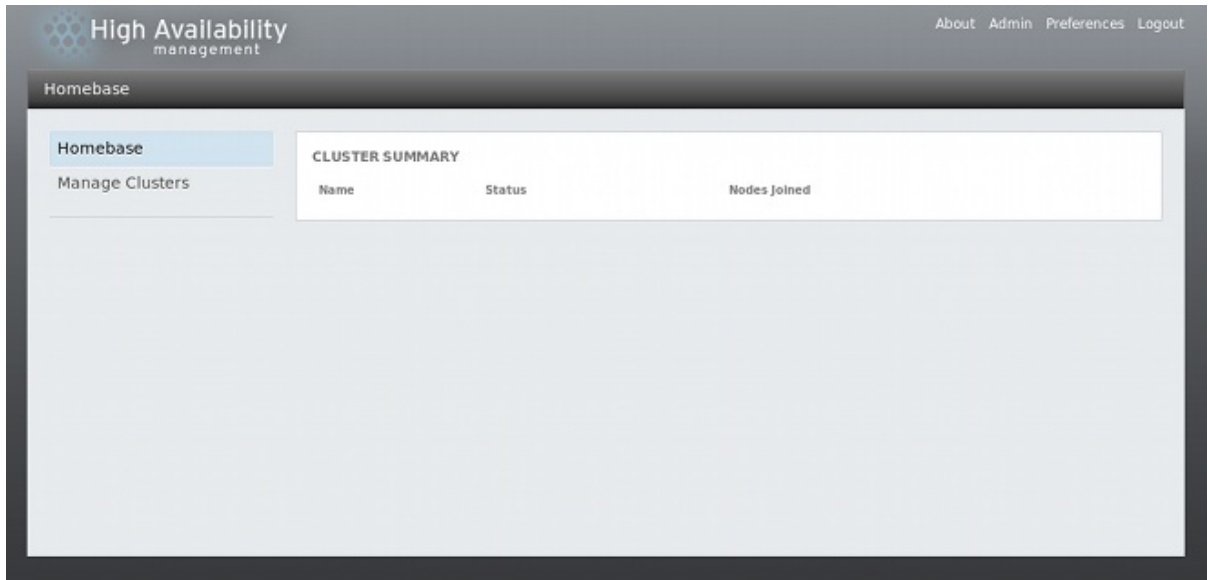 High Availability
management
About Admin Preferences Logout
Homebase
Homebase
Manage Clusters
CLUSTER SUMMARY
Name Status Nodes Joined